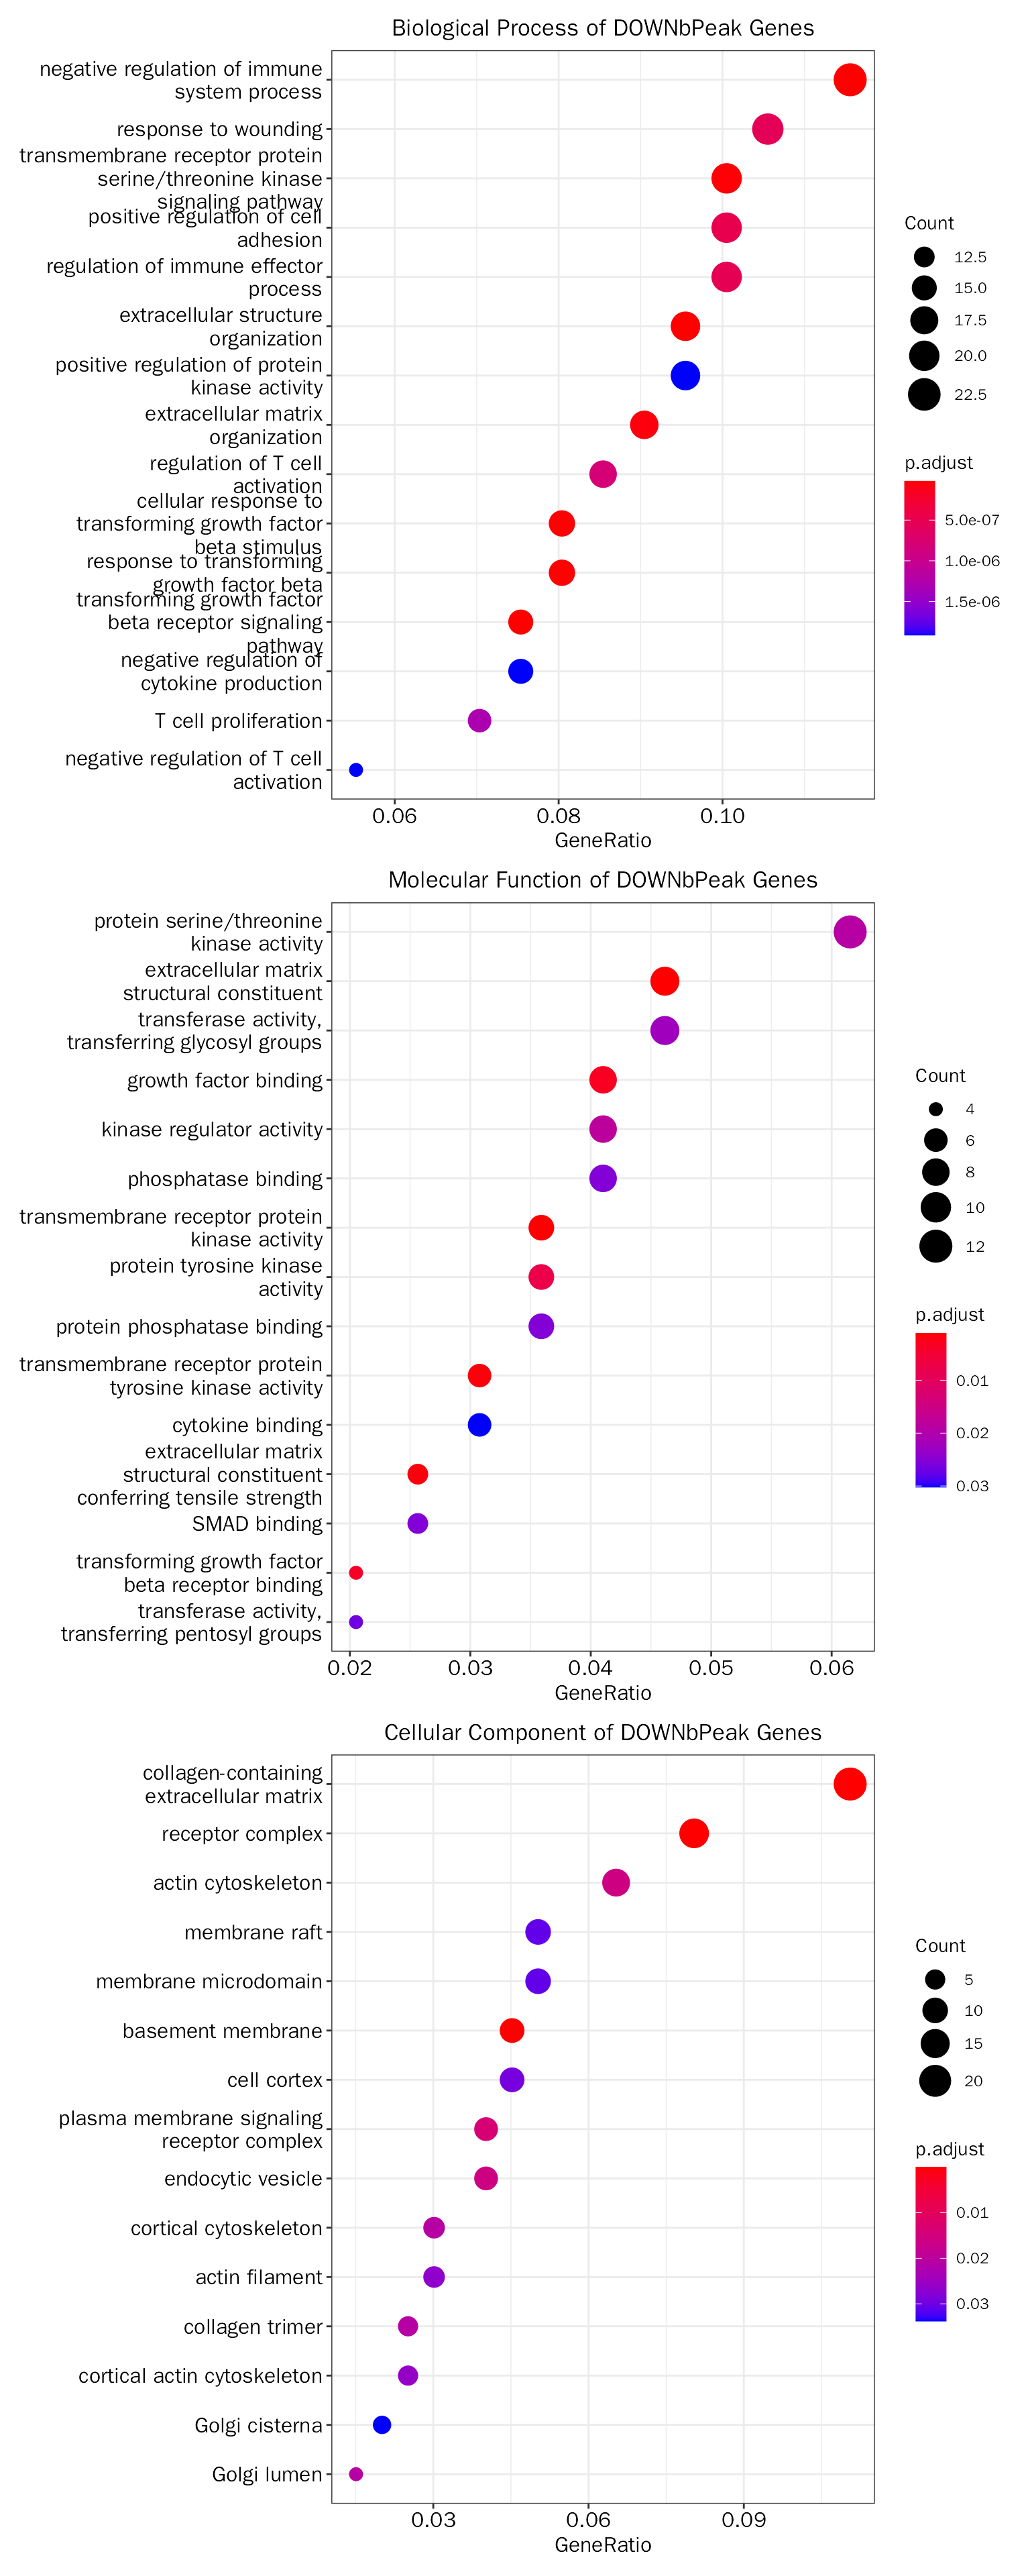 Biological Process of DOWNbPeak Genes
negative regulation of immune
system process
response to wounding
transmembrane receptor protein
serine/threonine kinase
signaling pathway
positive regulation of cell
adhesion
regulation of immune effector
process
extracellular structure
organization
positive regulation of protein
kinase activity
extracellular matrix
organization
regulation of T cell
activation
cellular response to
transforming growth factor
beta stimulus
response to transforming
growth factor beta
transforming growth factor
beta receptor signaling
pathway
negative regulation of
cytokine production
T cell proliferation
negative regulation of T cell
activation
0.06 0.08 0.10
GeneRatio
Count
12.5
15.0
17.5
20.0
22.5
p.adjust
5.0e-07
1.0e-06
1.5e-06
Molecular Function of DOWNbPeak Genes
protein serine/threonine
kinase activity
extracellular matrix
structural constituent
transferase activity,
transferring glycosyl groups
growth factor binding
kinase regulator activity
phosphatase binding
transmembrane receptor protein
kinase activity
protein tyrosine kinase
activity
protein phosphatase binding
transmembrane receptor protein
tyrosine kinase activity
cytokine binding
extracellular matrix
structural constituent
conferring tensile strength
SMAD binding
transforming growth factor
beta receptor binding
transferase activity,
transferring pentosyl groups
0.02 0.03 0.04 0.05 0.06
GeneRatio
Count
4
6
8
10
12
p.adjust
0.01
0.02
0.03
Cellular Component of DOWNbPeak Genes
collagen-containing
extracellular matrix
receptor complex
actin cytoskeleton
membrane raft
membrane microdomain
basement membrane
cell cortex
plasma membrane signaling
receptor complex
endocytic vesicle
cortical cytoskeleton
actin filament
collagen trimer
cortical actin cytoskeleton
Golgi cisterna
Golgi lumen
0.03 0.06 0.09
GeneRatio
Count
5
10
15
20
p.adjust
0.01
0.02
0.03